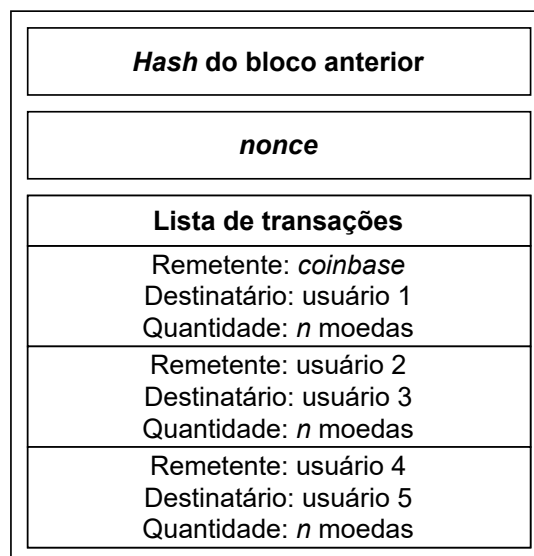 Hash do bloco anterior
nonce
Lista de transações
Remetente: coinbase
Destinatário: usuário 1
Quantidade: n moedas
Remetente: usuário 2
Destinatário: usuário 3
Quantidade: n moedas
Remetente: usuário 4
Destinatário: usuário 5
Quantidade: n moedas